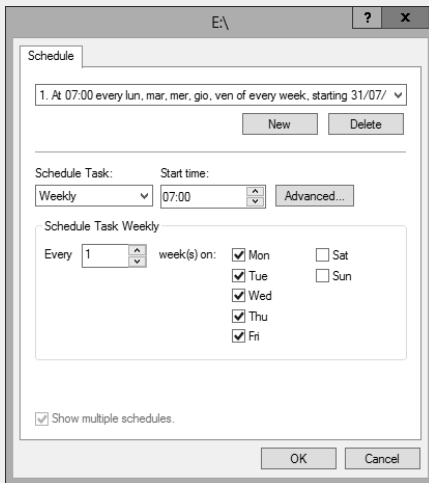 E:\
? x
Schedule
1. At 07:00 every lun, mar, mer, gio, ven of every week, starting 31/07/
New Delete
Schedule Task: Start time:
Weekly 07:00 Advanced...
Schedule Task Weekly
Every 1 week(s) on: Mon Sat
Tue Sun
Wed
Thu
Fri
Show multiple schedules.
OK Cancel